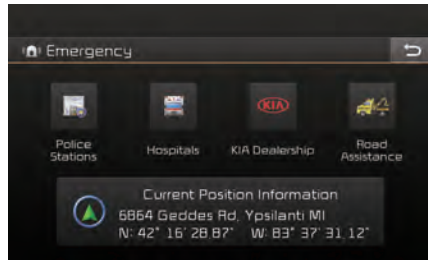 Emergency
KIA
Police Stations
Hospitals
KIA Dealership
Road Assistance
Current Position Information
6864 Geddes Rd, Ypsilanti MI
N: 42° 16' 28.87" W: 83° 37' 31.12"